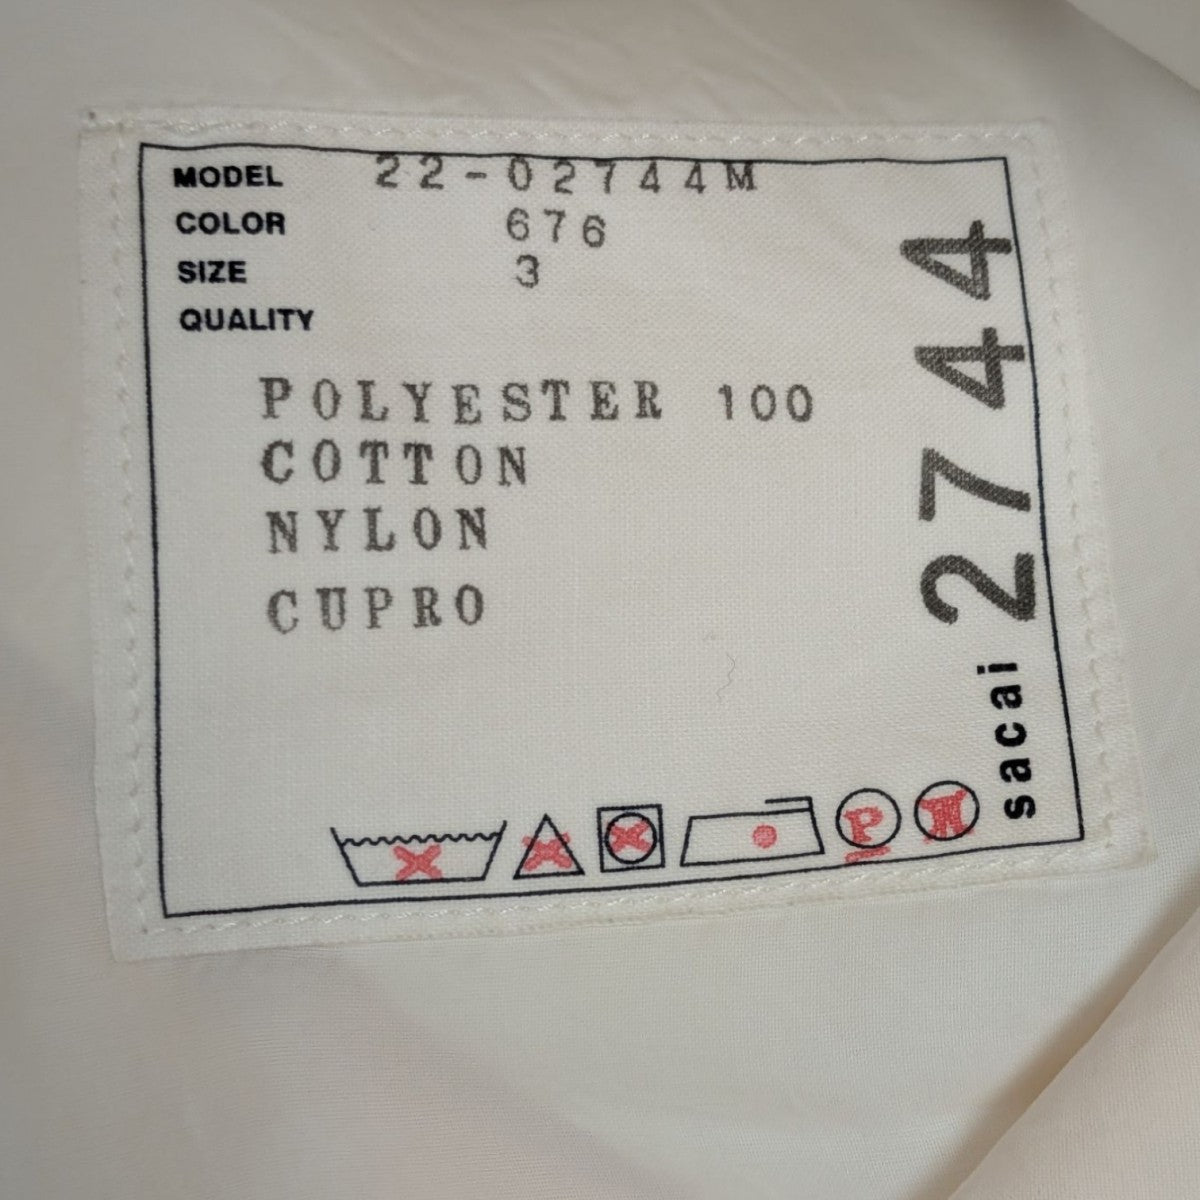 MODEL 22-02744M
COLOR 676
SIZE 3
QUALITY
POLYESTER 100
COTTON
NYLON
CUPRO
sacai 2744
P
W